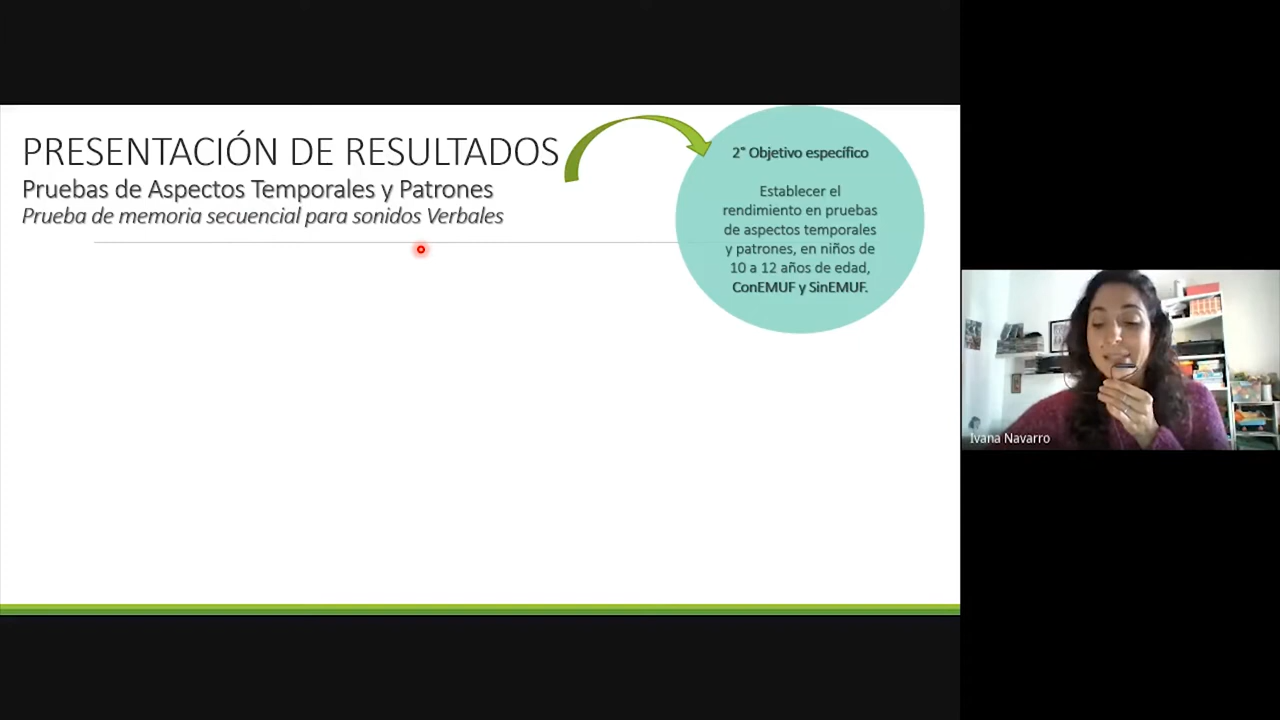 PRESENTACIÓN DE RESULTADOS
Pruebas de Aspectos Temporales y Patrones
Prueba de memoria secuencial para sonidos Verbales
2° Objetivo específico
Establecer el
rendimiento en pruebas
de aspectos temporales
y patrones, en niños de
10 a 12 años de edad,
ConEMUF y SinEMUF.
Ivana Navarro